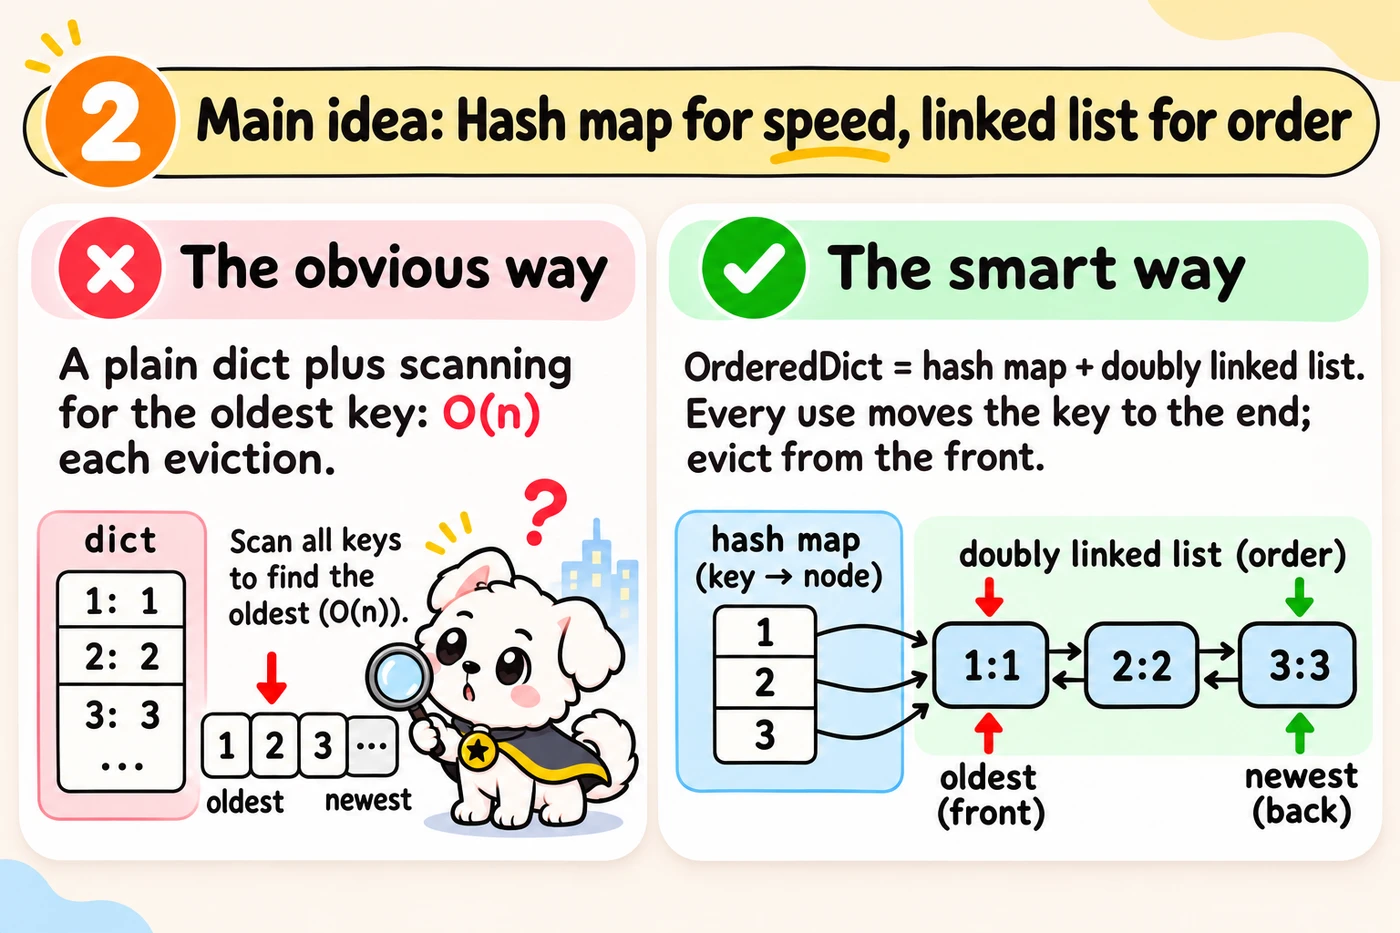 2
Main idea: Hash map for speed, linked list for order
The obvious way
A plain dict plus scanning
for the oldest key: O(n)
each eviction.
dict
1: 1
2: 2
3: 3
...
Scan all keys
to find the
oldest (O(n)).
?
1 2 3 ...
oldest newest
The smart way
OrderedDict = hash map + doubly linked list.
Every use moves the key to the end;
evict from the front.
hash map
(key → node)
1
2
3
doubly linked list (order)
1:1 2:2 3:3
oldest
(front)
newest
(back)